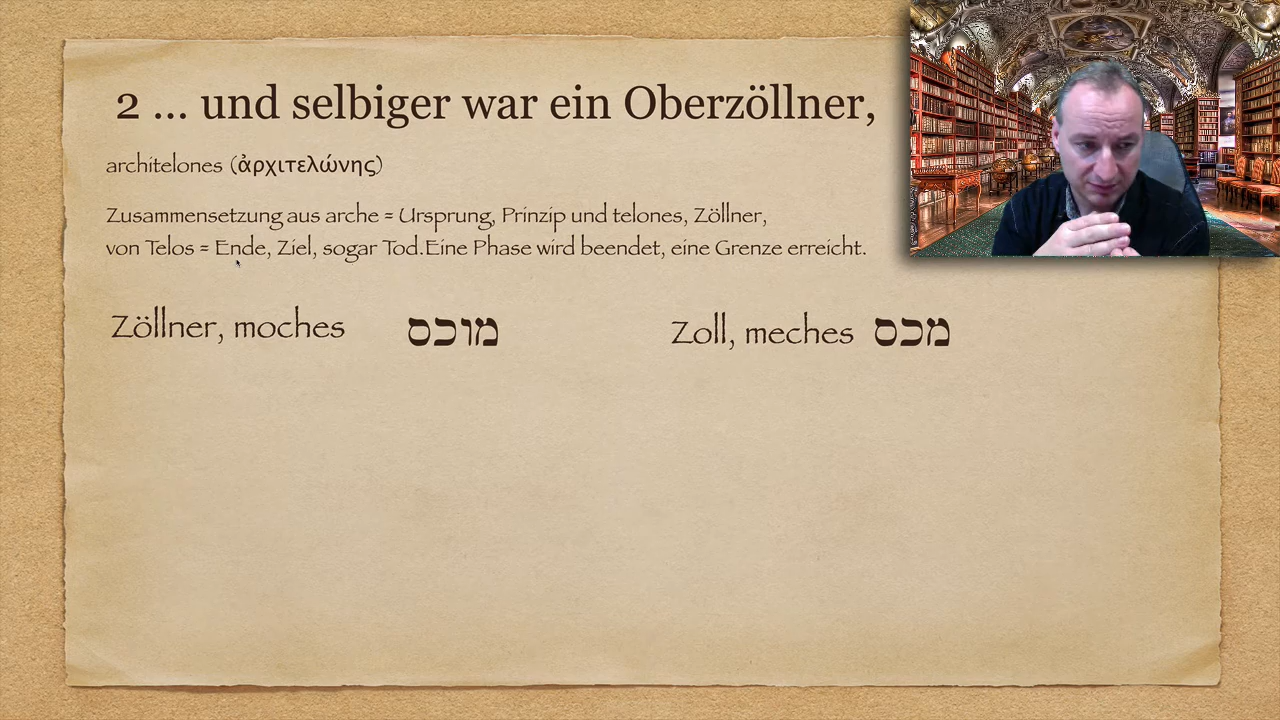 2 ... und selbiger war ein Oberzöllner,
architelones (ἀρχιτελώνης)
Zusammensetzung aus arche = Ursprung, Prinzip und telones, Zöllner,
von Telos = Ende, Ziel, sogar Tod.Eine Phase wird beendet, eine Grenze erreicht.
Zöllner, moches מוכס
Zoll, meches מכס